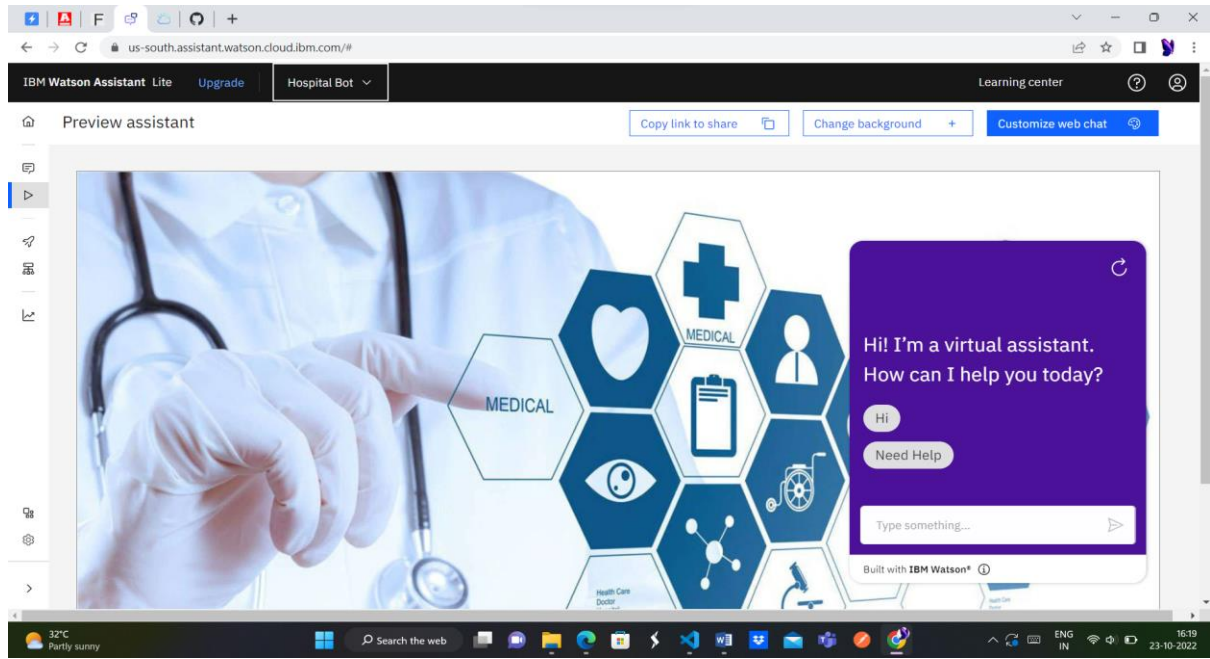 F
us-south.assistant.watson.cloud.ibm.com/#
IBM Watson Assistant Lite Upgrade Hospital Bot Learning center
Preview assistant Copy link to share Change background + Customize web chat
MEDICAL
MEDICAL
Hi! I'm a virtual assistant.
How can I help you today?
Hi
Need Help
Type something...
Built with IBM Watson®
Health Care
Doctor
32°C
Partly sunny
Search the web
ENG
IN
16:19
23-10-2022